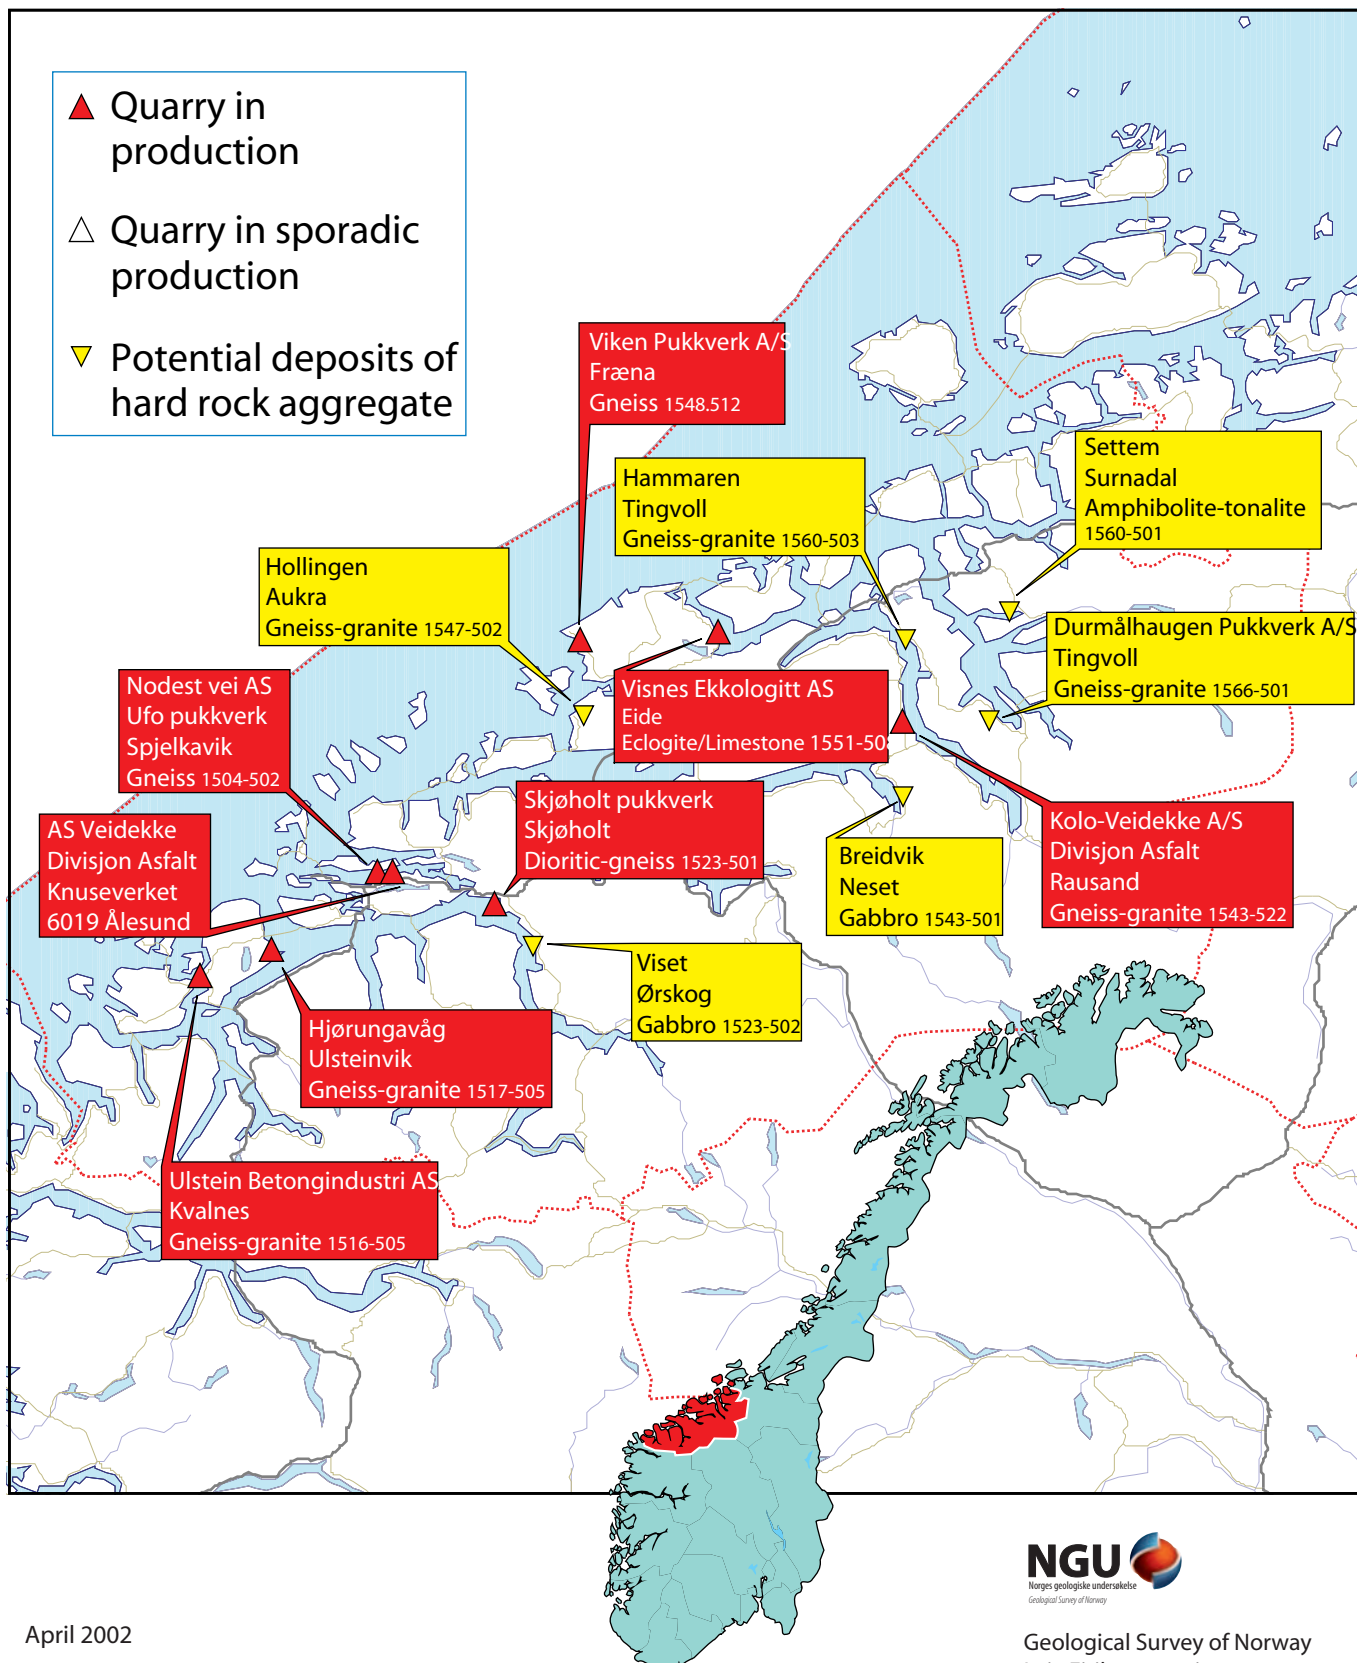 Quarry in
production
Quarry in sporadic
production
Potential deposits of
hard rock aggregate
Viken Pukkverk A/S
Fræna
Gneiss 1548.512
Hammaren
Tingvoll
Gneiss-granite 1560-503
Settem
Surnadal
Amphibolite-tonalite
1560-501
Hollingen
Aukra
Gneiss-granite 1547-502
Durmålhaugen Pukkverk A/S
Tingvoll
Gneiss-granite 1566-501
Nodest vei AS
Ufo pukkverk
Spjelkavik
Gneiss 1504-502
Visnes Ekkologitt AS
Eide
Eclogite/Limestone
Skjøholt pukkverk
Skjøholt
Dioritic-gneiss 1523-501
AS Veidekke
Divisjon Asfalt
Knuseverket
6019 Ålesund
Kolo-Veidekke A/S
Divisjon Asfalt
Rausand
Gneiss-granite 1543-522
Breidvik
Neset
Gabbro 1543-501
Viset
Ørskog
Gabbro 1523-502
Hjørungavåg
Ulsteinvik
Gneiss-granite 1517-505
Ulstein Betongindustri AS
Kvalnes
Gneiss-granite 1516-505
NGU
Norges geologiske undersøkelse
Geological Survey of Norway
April 2002
Geological Survey of Norway